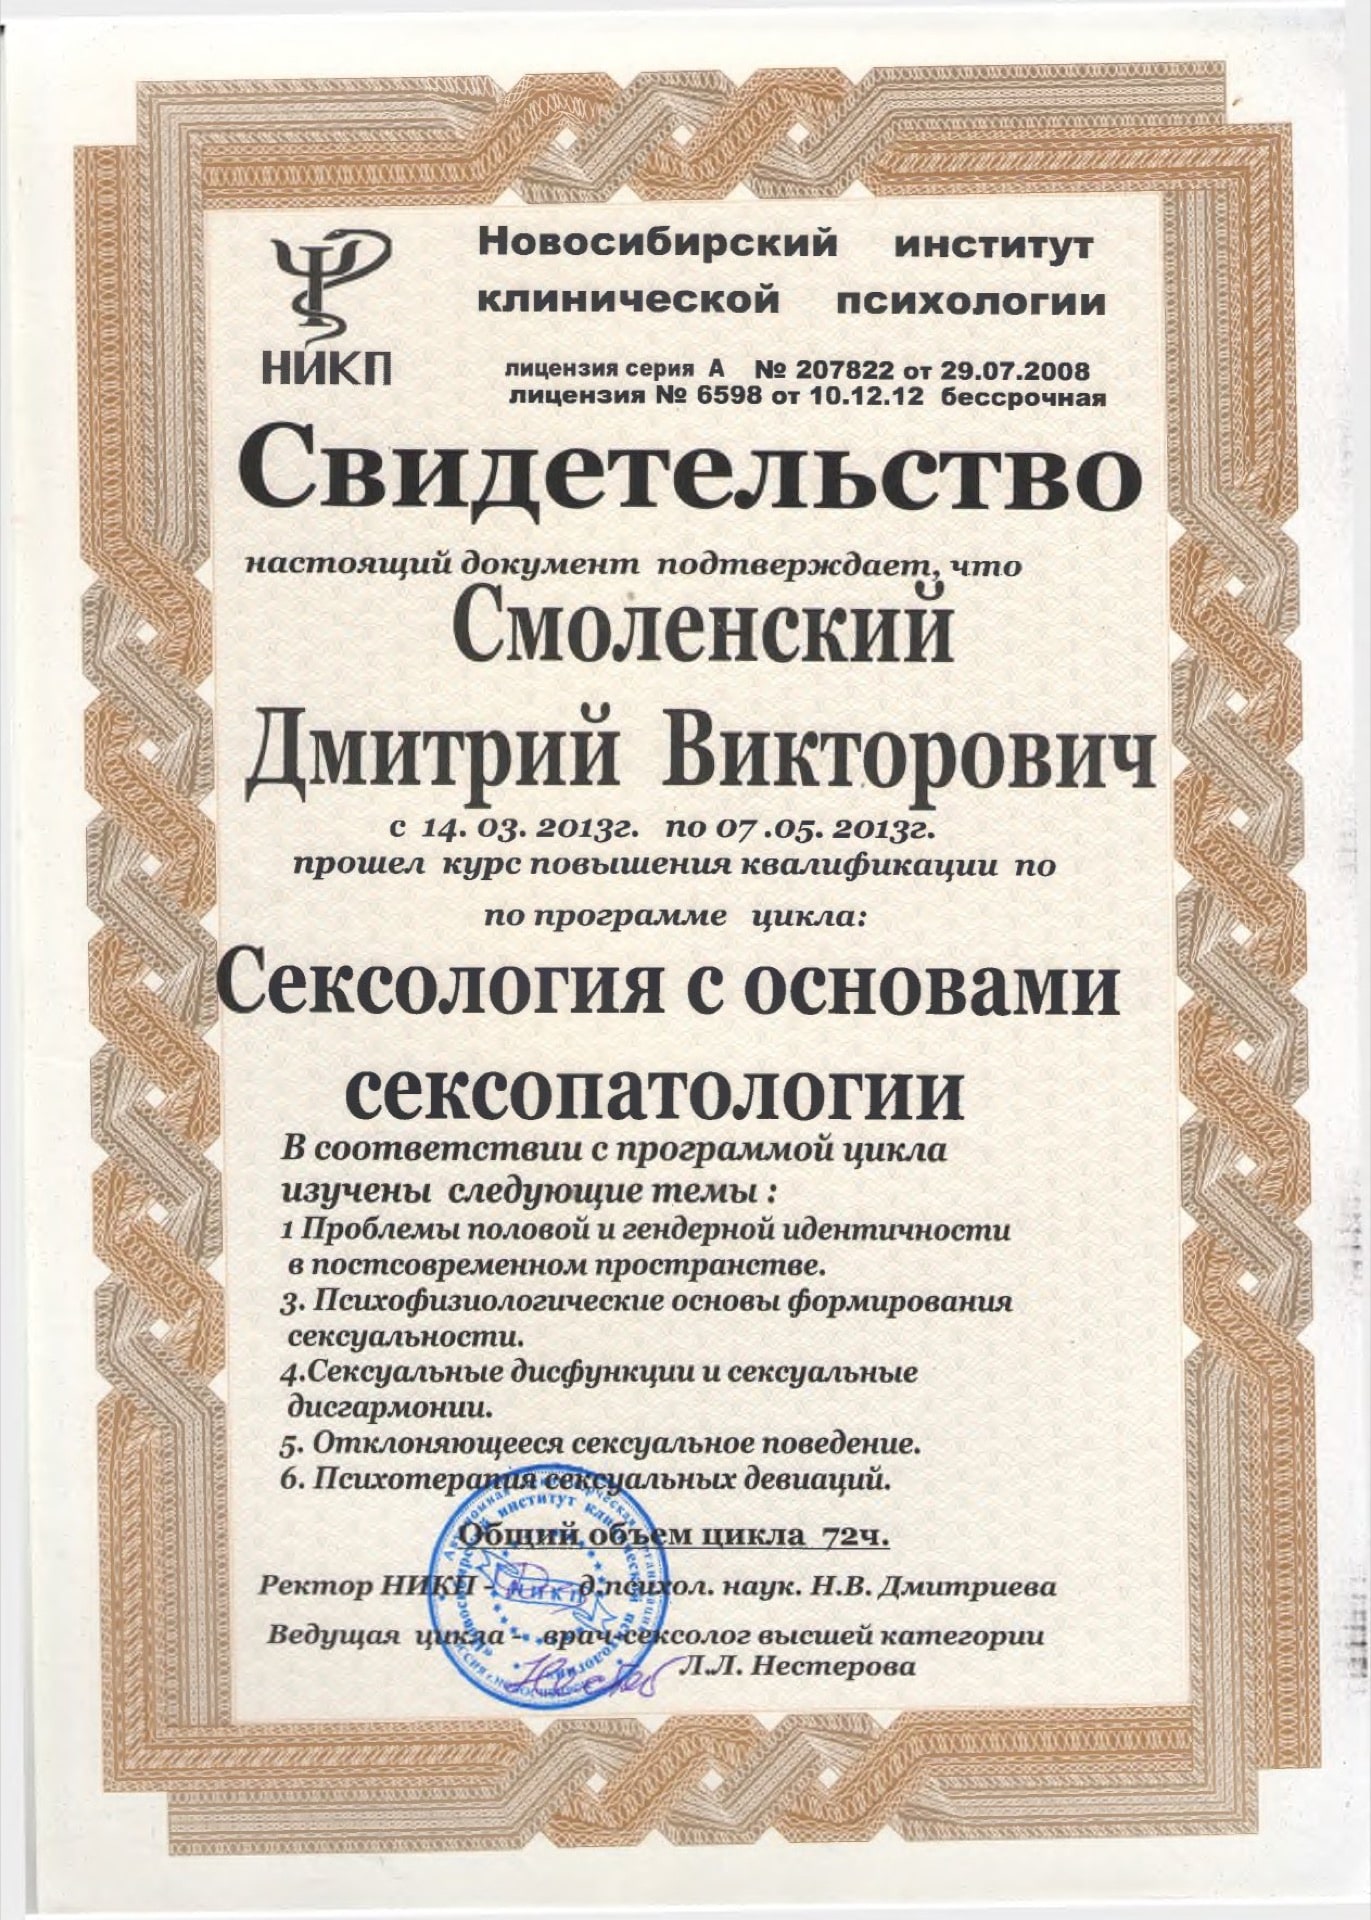 Новосибирский институт
клинической психологии
НИКП
лицензия серия А № 207822 от 29.07.2008
лицензия № 6598 от 10.12.12 бессрочная
Свидетельство
настоящий документ подтверждает, что
Смоленский
Дмитрий Викторович
с 14. 03. 2013г. по 07 .05. 2013г.
прошел курс повышения квалификации по
по программе цикла:
Сексология с основами
сексопатологии
В соответствии с программой цикла
изучены следующие темы :
1 Проблемы половой и гендерной идентичности
в постсовременном пространстве.
3. Психофизиологические основы формирования
сексуальности.
4.Сексуальные дисфункции и сексуальные
дисгармонии.
5. Отклоняющееся сексуальное поведение.
6. Психотерапия сексуальных девиаций.
Общий объем цикла 72ч.
Ректор НИКП - д.психол. наук. Н.В. Дмитриева
Ведущая цикла - врач-сексолог высшей категории
Л.Л. Нестерова
институт клинической психологии
НИКП